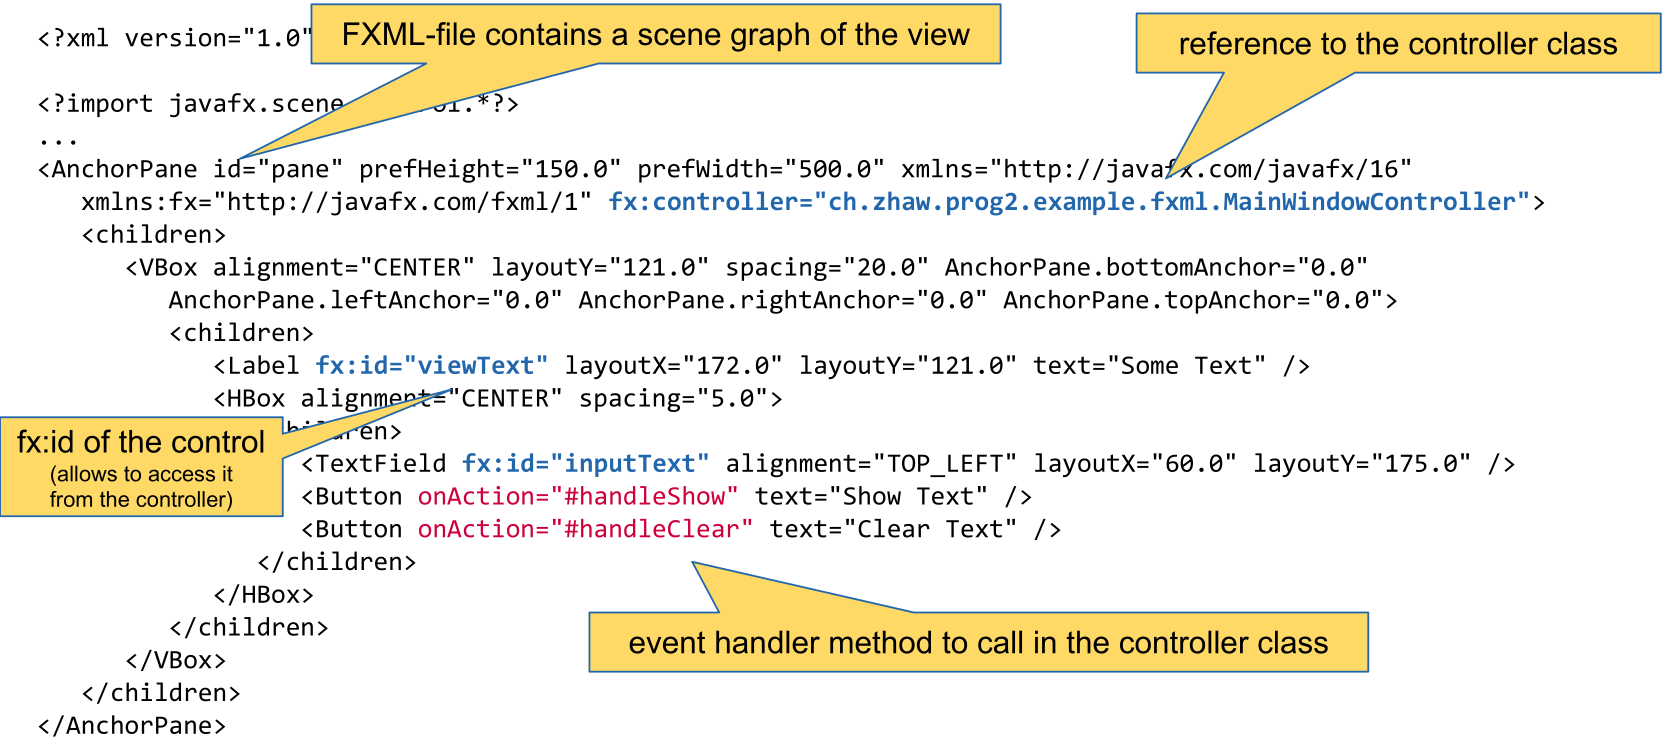 <?xml version="1.0"
FXML-file contains a scene graph of the view
reference to the controller class
<?import javafx.scene .*?>
...
<AnchorPane id="pane" prefHeight="150.0" prefWidth="500.0" xmlns="http://javafx.com/javafx/16"
xmlns:fx="http://javafx.com/fxml/1" fx:controller="ch.zhaw.prog2.example.fxml.MainWindowController">
<children>
<VBox alignment="CENTER" layoutY="121.0" spacing="20.0" AnchorPane.bottomAnchor="0.0"
AnchorPane.leftAnchor="0.0" AnchorPane.rightAnchor="0.0" AnchorPane.topAnchor="0.0">
<children>
<Label fx:id="viewText" layoutX="172.0" layoutY="121.0" text="Some Text" />
<HBox alignment="CENTER" spacing="5.0">
children>
fx:id of the control
(allows to access it
from the controller)
<TextField fx:id="inputText" alignment="TOP_LEFT" layoutX="60.0" layoutY="175.0" />
<Button onAction="#handleShow" text="Show Text" />
<Button onAction="#handleClear" text="Clear Text" />
</children>
</HBox>
event handler method to call in the controller class
</children>
</VBox>
</children>
</AnchorPane>